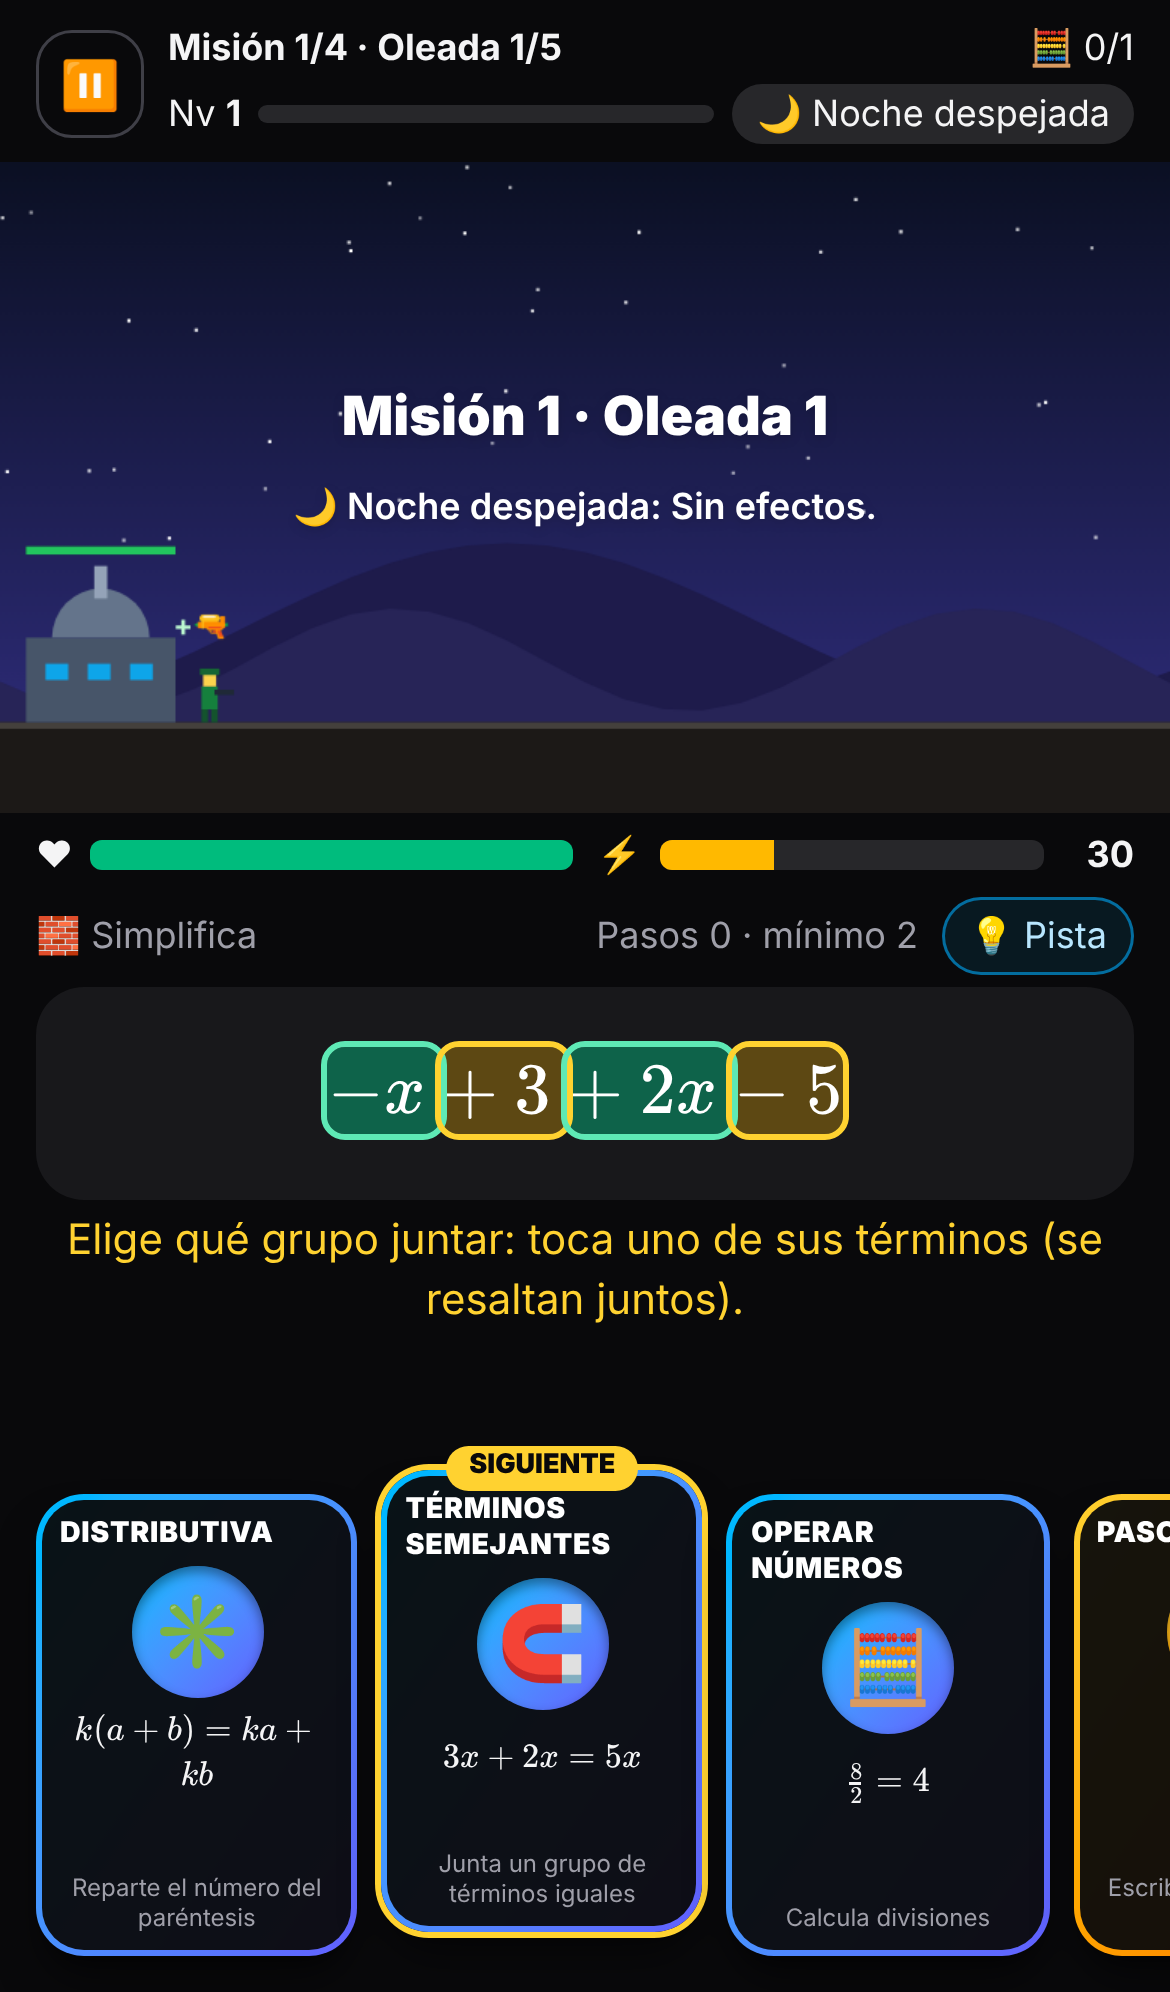 Misión 1/4 · Oleada 1/5
0/1
Nv 1
Noche despejada
Misión 1 · Oleada 1
Noche despejada: Sin efectos.
30
Simplifica
Pasos 0 · mínimo 2
Pista
−x + 3 + 2x − 5
Elige qué grupo juntar: toca uno de sus términos (se
resaltan juntos).
DISTRIBUTIVA
k(a + b) = ka +
kb
Reparte el número del
paréntesis
SIGUIENTE
TÉRMINOS
SEMEJANTES
3x + 2x = 5x
Junta un grupo de
términos iguales
OPERAR
NÚMEROS
8/2 = 4
Calcula divisiones